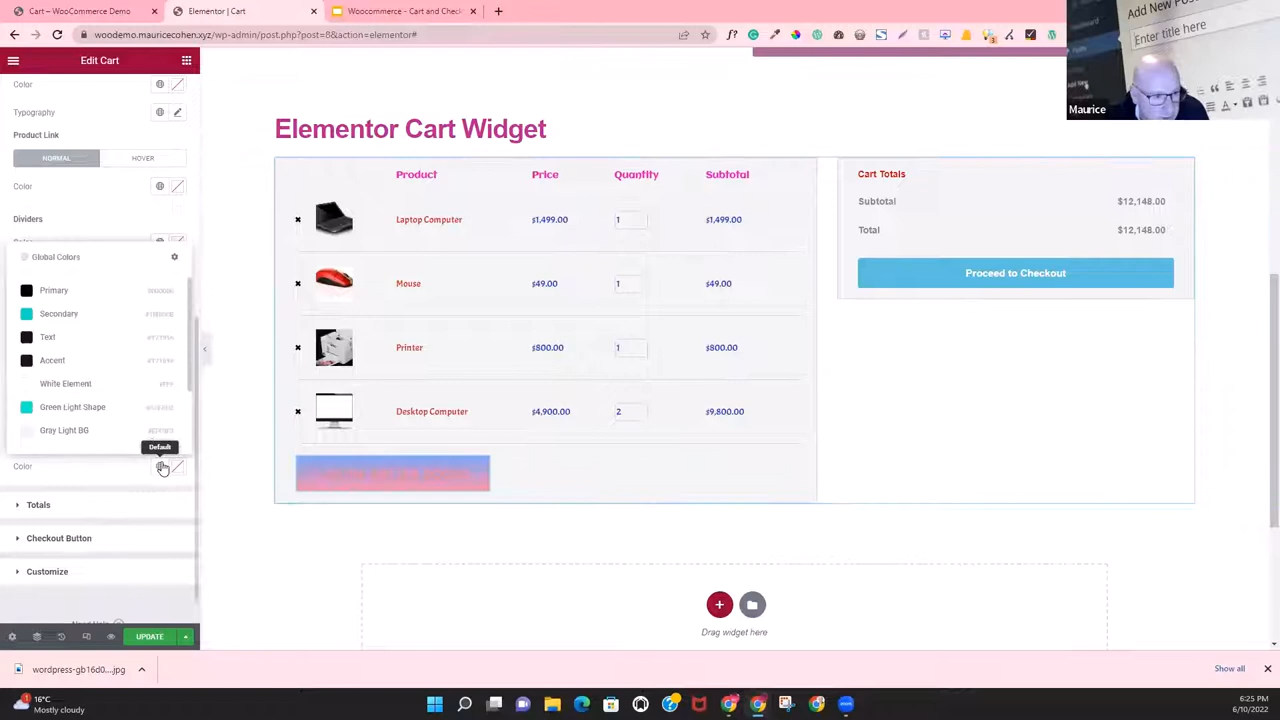 Cart – WooDemo
Elementor | Cart
Woocommerce - Cart and Check
woodemo.mauricecohen.com/wp-admin/post.php?post=8&action=elementor#
Add New Pos
Enter title here
Maurice
Edit Cart
Color
Typography
Product Link
NORMAL
HOVER
Color
Dividers
Global Colors
Primary
Secondary
Text
Accent
White Element
Green Light Shape
Gray Light BG
Default
Color
Totals
Checkout Button
Customize
Need Help
UPDATE
Elementor Cart Widget
Product Price Quantity Subtotal
Laptop Computer $1,499.00 1 $1,499.00
Mouse $49.00 1 $49.00
Printer $800.00 1 $800.00
Desktop Computer $4,900.00 2 $9,800.00
Cart Totals
Subtotal $12,148.00
Total $12,148.00
Proceed to Checkout
Drag widget here
wordpress-gb16d0....jpg
Show all
16°C
Mostly cloudy
6:25 PM
6/10/2022